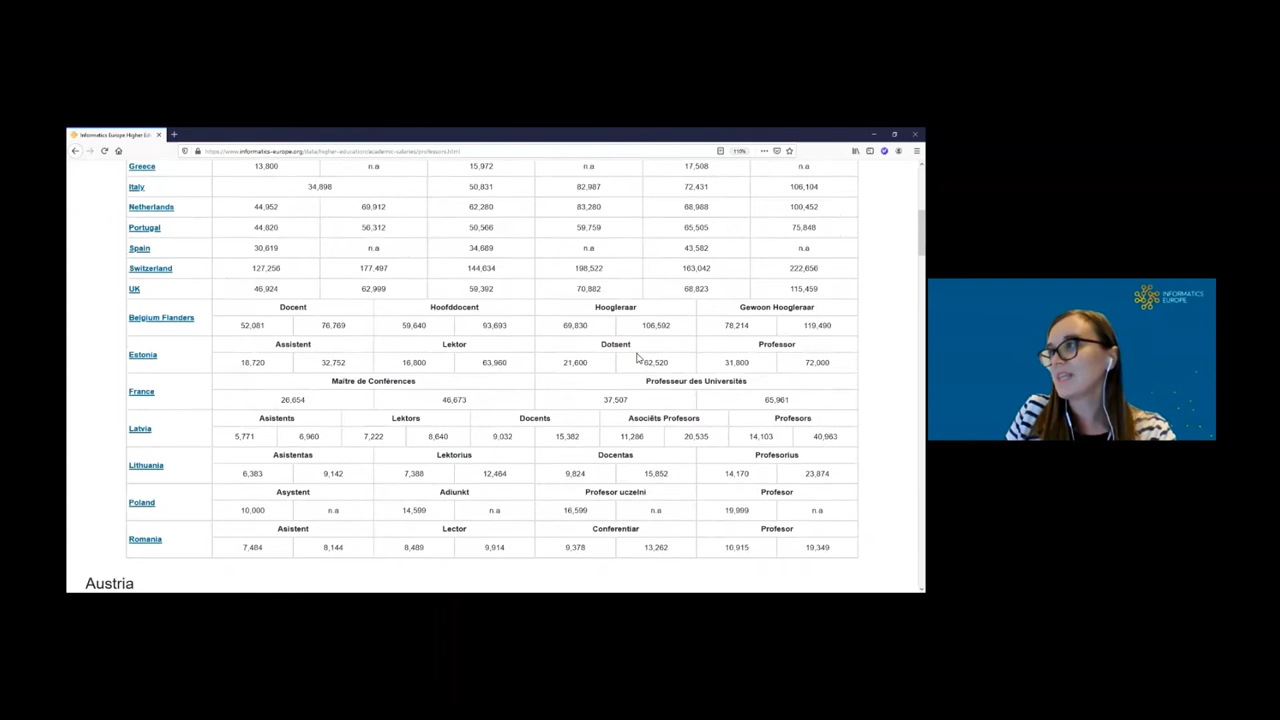 Informatics Europe Higher Ed
https://www.informatics-europe.org/data/higher-education/academic-salaries/professors.html
110%
Greece 13,800 n.a 15,972 n.a 17,508 n.a
Italy 34,898 50,831 82,987 72,431 106,104
Netherlands 44,952 69,912 62,280 83,280 68,988 100,452
Portugal 44,820 56,312 50,566 59,759 65,505 75,848
Spain 30,619 n.a 34,689 n.a 43,582 n.a
Switzerland 127,256 177,497 144,634 198,522 163,042 222,656
UK 46,924 62,999 59,392 70,882 68,823 115,459
Docent Hoofddocent Hoogleraar Gewoon Hoogleraar
Belgium Flanders
52,081 76,769 59,640 93,693 69,830 106,592 78,214 119,490
Assistent Lektor Dotsent Professor
Estonia
18,720 32,752 16,800 63,960 21,600 62,520 31,800 72,000
Maître de Conférences Professeur des Universités
France
26,654 46,673 37,507 65,961
Asistents Lektors Docents Asociēts Profesors Profesors
Latvia
5,771 6,960 7,222 8,640 9,032 15,382 11,286 20,535 14,103 40,963
Asistentas Lektorius Docentas Profesorius
Lithuania
6,383 9,142 7,388 12,464 9,824 15,852 14,170 23,874
Asystent Adiunkt Profesor uczelni Profesor
Poland
10,000 n.a 14,599 n.a 16,599 n.a 19,999 n.a
Asistent Lector Conferentiar Profesor
Romania
7,484 8,144 8,489 9,914 9,378 13,262 10,915 19,349
Austria
INFORMATICS
EUROPE